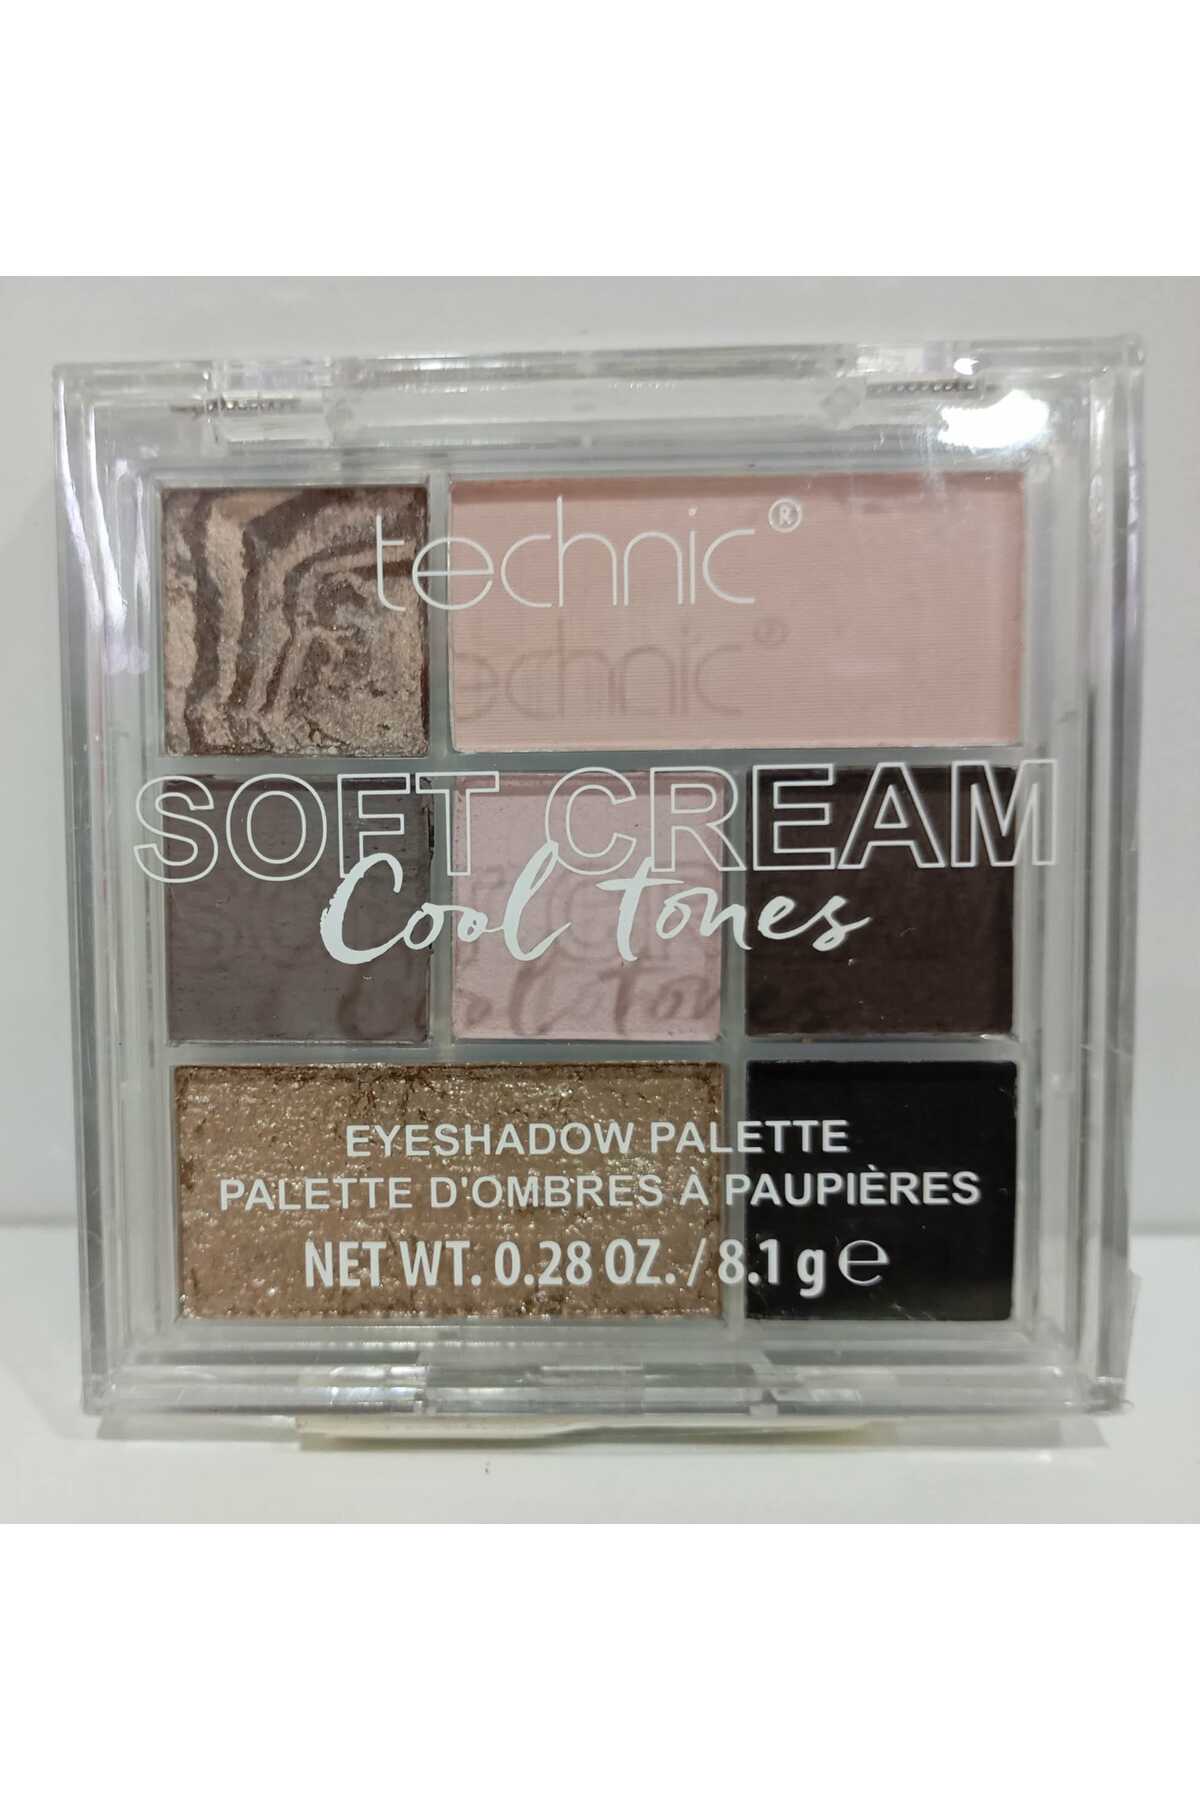 technic®
SOFT CREAM
Cool tones
EYESHADOW PALETTE
PALETTE D'OMBRES À PAUPIÈRES
NET WT. 0.28 OZ. / 8.1 g ℮